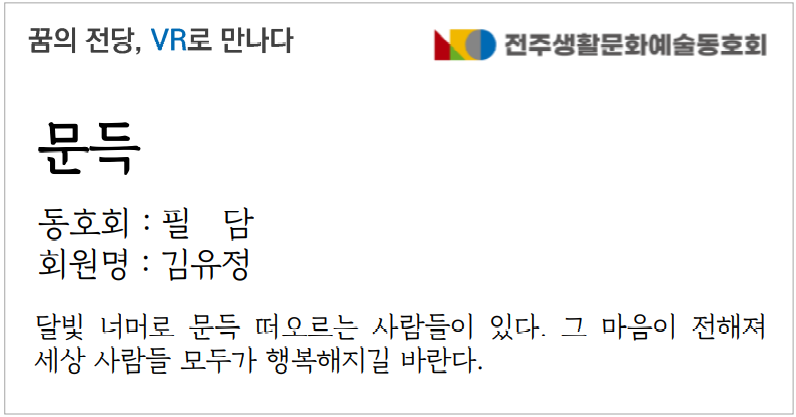 꿈의 전당, VR로 만나다
전주생활문화예술동호회
문득
동호회 : 필 담
회원명 : 김유정
달빛 너머로 문득 떠오르는 사람들이 있다. 그 마음이 전해져
세상 사람들 모두가 행복해지길 바란다.